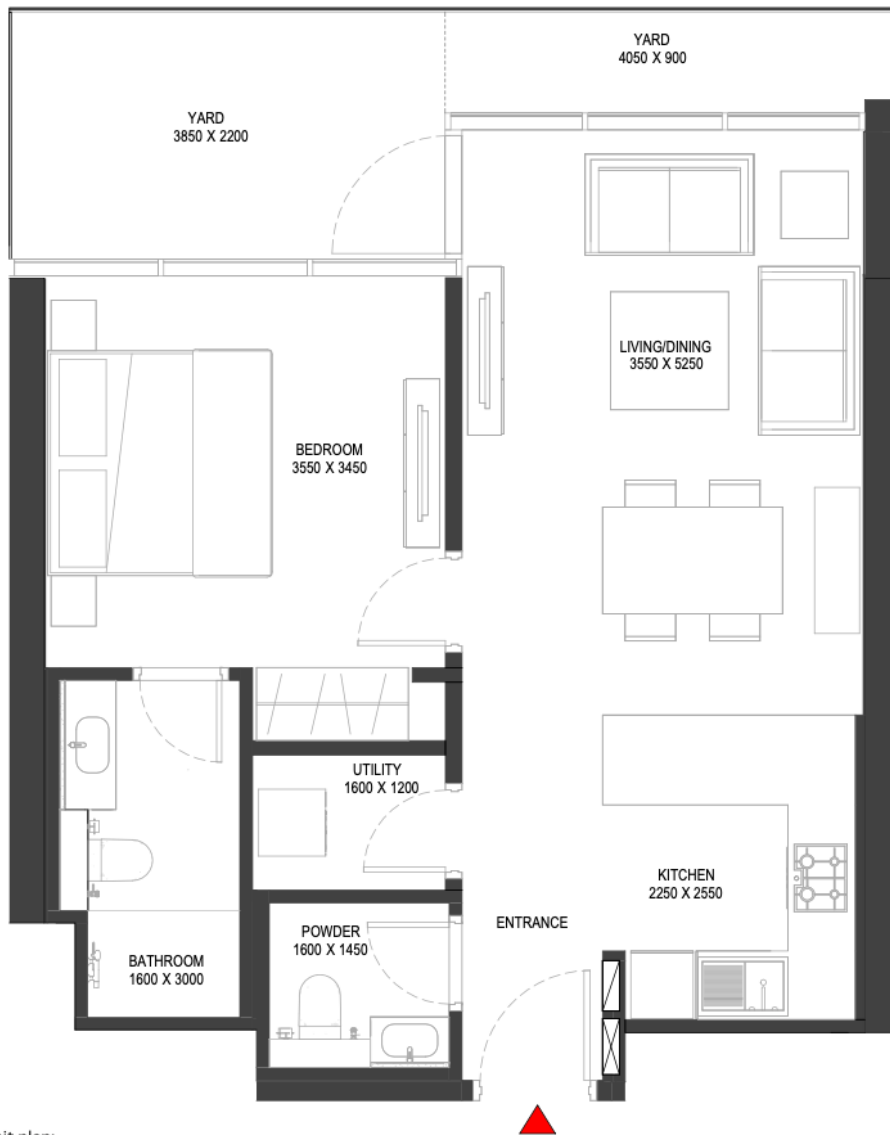 YARD
4050 X 900
YARD
3850 X 2200
LIVING/DINING
3550 X 5250
BEDROOM
3550 X 3450
UTILITY
1600 X 1200
KITCHEN
2250 X 2550
ENTRANCE
POWDER
1600 X 1450
BATHROOM
1600 X 3000